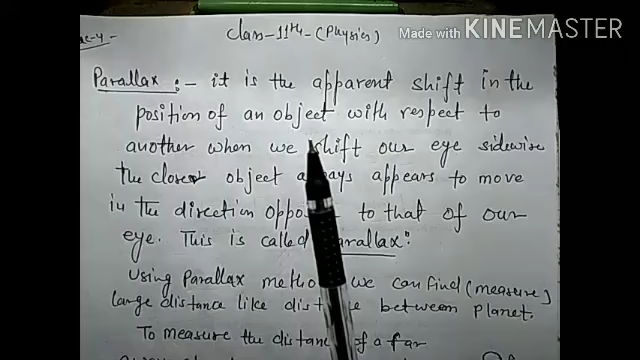 Class-11th-(Physics)
Made with KINEMASTER
Parallax :- it is the apparent shift in the
position of an object with respect to
another when we shift our eye sidewise
the closer object appears to move
in the direction to that of our
eye. This is called Parallax:
Using Parallax method we can find (measure)
large distance like between Planet.
To measure the distance of a far